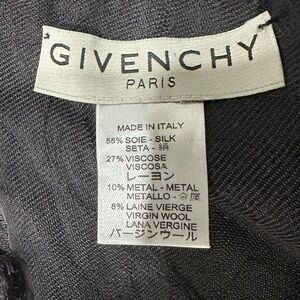 GIVENCHY
PARIS
MADE IN ITALY
55% SOIE - SILK
SETA - 絹
27% VISCOSE
VISCOSA
レーヨン
10% METAL - METAL
METALLO - 金属
8% LAINE VIERGE
VIRGIN WOOL
LANA VERGINE
バージンウール